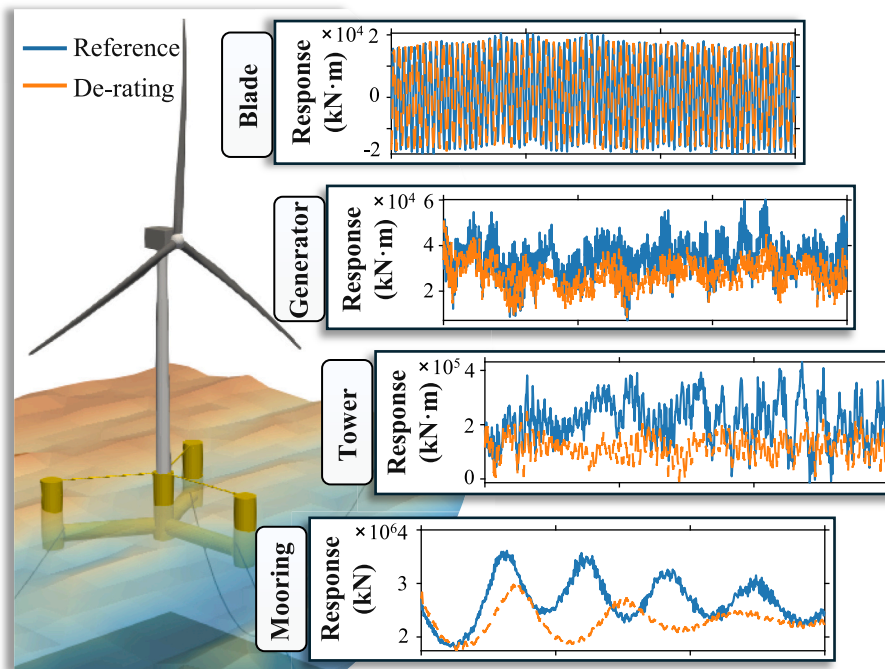 Reference
De-rating
Blade
Response
(kN·m)
×10⁴
2
0
-2
Generator
Response
(kN·m)
×10⁴
6
4
2
Tower
Response
(kN·m)
×10⁵
4
2
0
Mooring
Response
(kN)
×10⁶
4
3
2